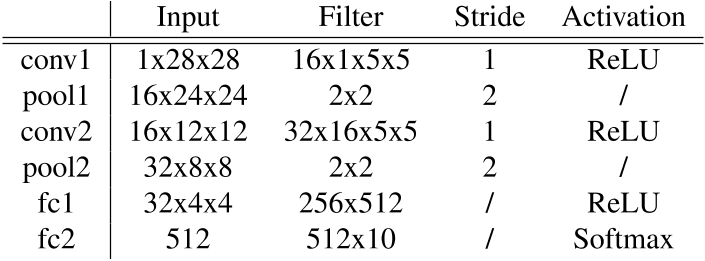 Input Filter Stride Activation
conv1 1x28x28 16x1x5x5 1 ReLU
pool1 16x24x24 2x2 2 /
conv2 16x12x12 32x16x5x5 1 ReLU
pool2 32x8x8 2x2 2 /
fc1 32x4x4 256x512 / ReLU
fc2 512 512x10 / Softmax